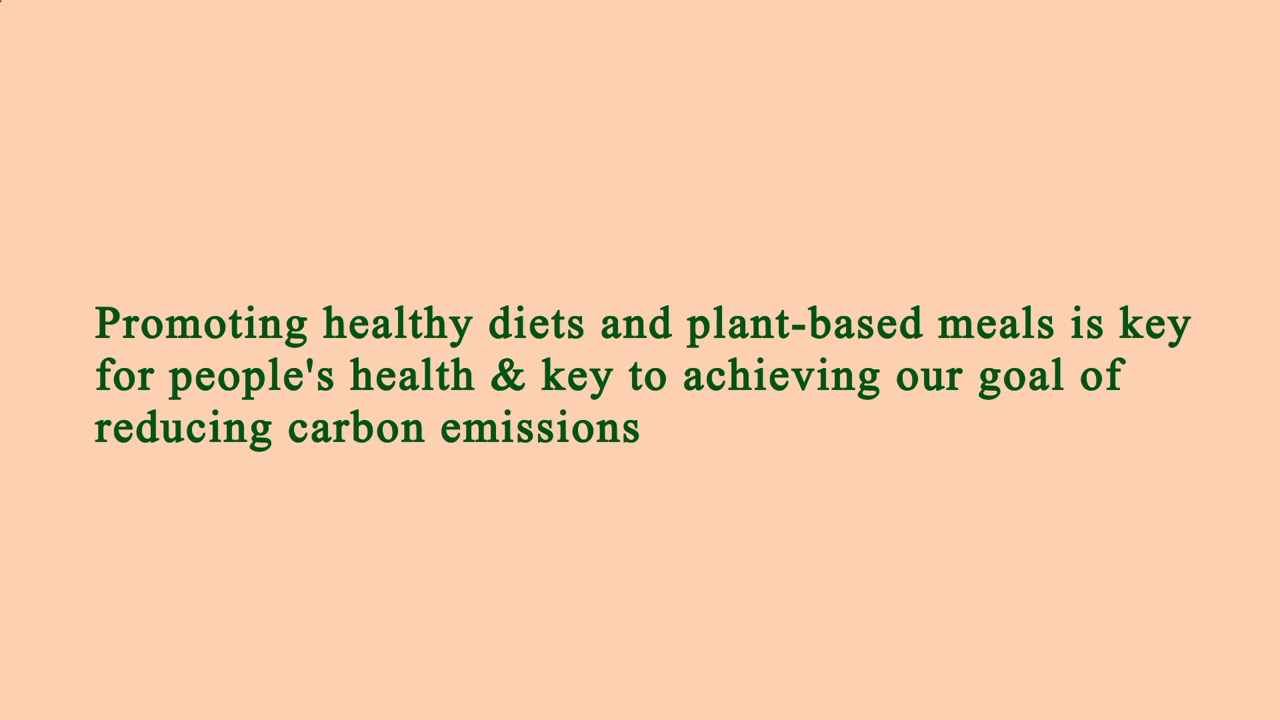 Promoting healthy diets and plant-based meals is key
for people's health & key to achieving our goal of
reducing carbon emissions